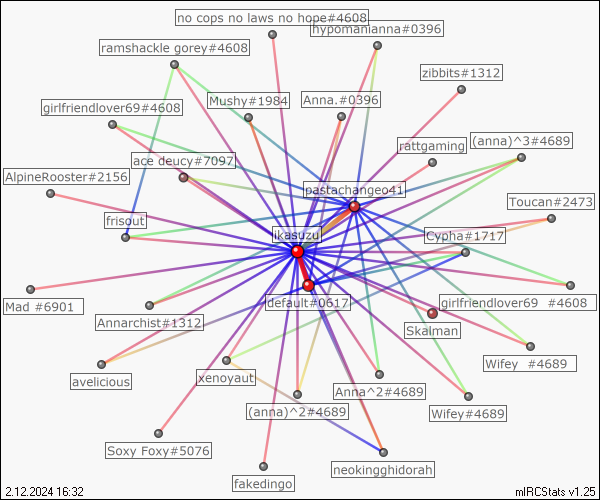 no cops no laws no hope#4608
hypomanianna#0396
ramshackle gorey#4608
zibbits#1312
Mushy#1984
Anna.#0396
girlfriendlover69#4608
rattgaming
(anna)^3#4689
ace deucy#7097
AlpineRooster#2156
pastachangeo41
Toucan#2473
frisout
ikasuzu
Cypha#1717
default#0617
Mad #6901
girlfriendlover69 #4608
Annarchist#1312
Skalman
Wifey #4689
avelicious
xenoyaut
Anna^2#4689
(anna)^2#4689
Wifey#4689
Soxy Foxy#5076
neokingghidorah
fakedingo
2.12.2024 16:32
mIRCStats v1.25